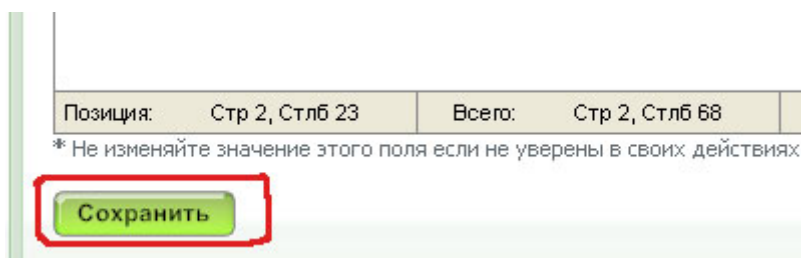 Позиция: Стр 2, Стлб 23 Всего: Стр 2, Стлб 68
* Не изменяйте значение этого поля если не уверены в своих действиях
Сохранить